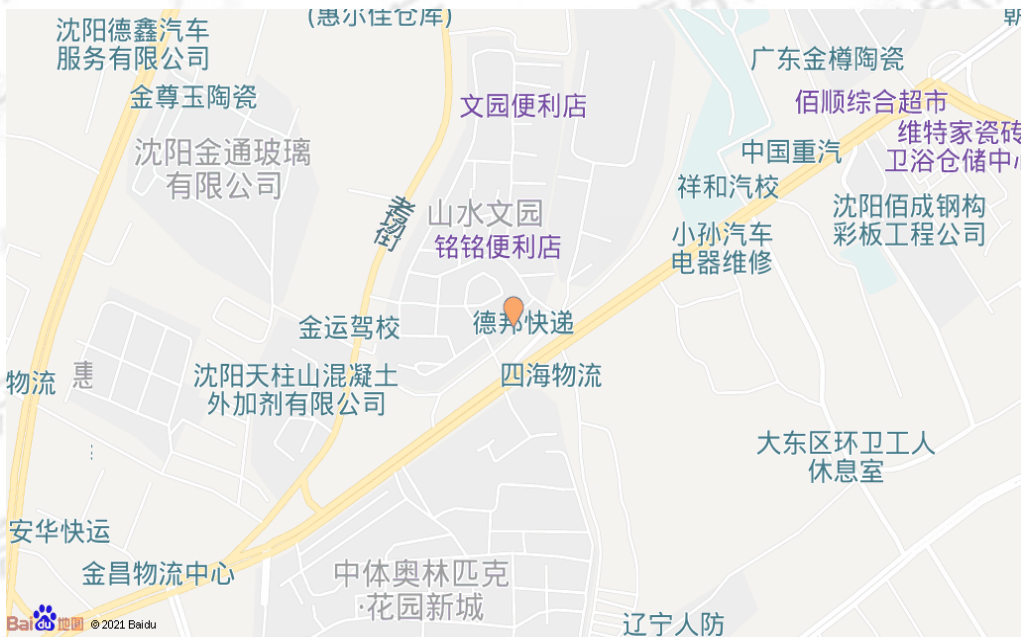 (惠尔佳仓库)
沈阳德鑫汽车
服务有限公司
广东金樽陶瓷
金尊玉陶瓷
文园便利店
佰顺综合超市
维特家瓷砖
卫浴仓储中心
沈阳金通玻璃
有限公司
中国重汽
祥和汽校
老场街
山水文园
铭铭便利店
沈阳佰成钢构
彩板工程公司
小孙汽车
电器维修
金运驾校
德邦快递
物流
惠
沈阳天柱山混凝土
外加剂有限公司
四海物流
大东区环卫工人
休息室
安华快运
金昌物流中心
中体奥林匹克
·花园新城
辽宁人防
Bai du 地图 © 2021 Baidu